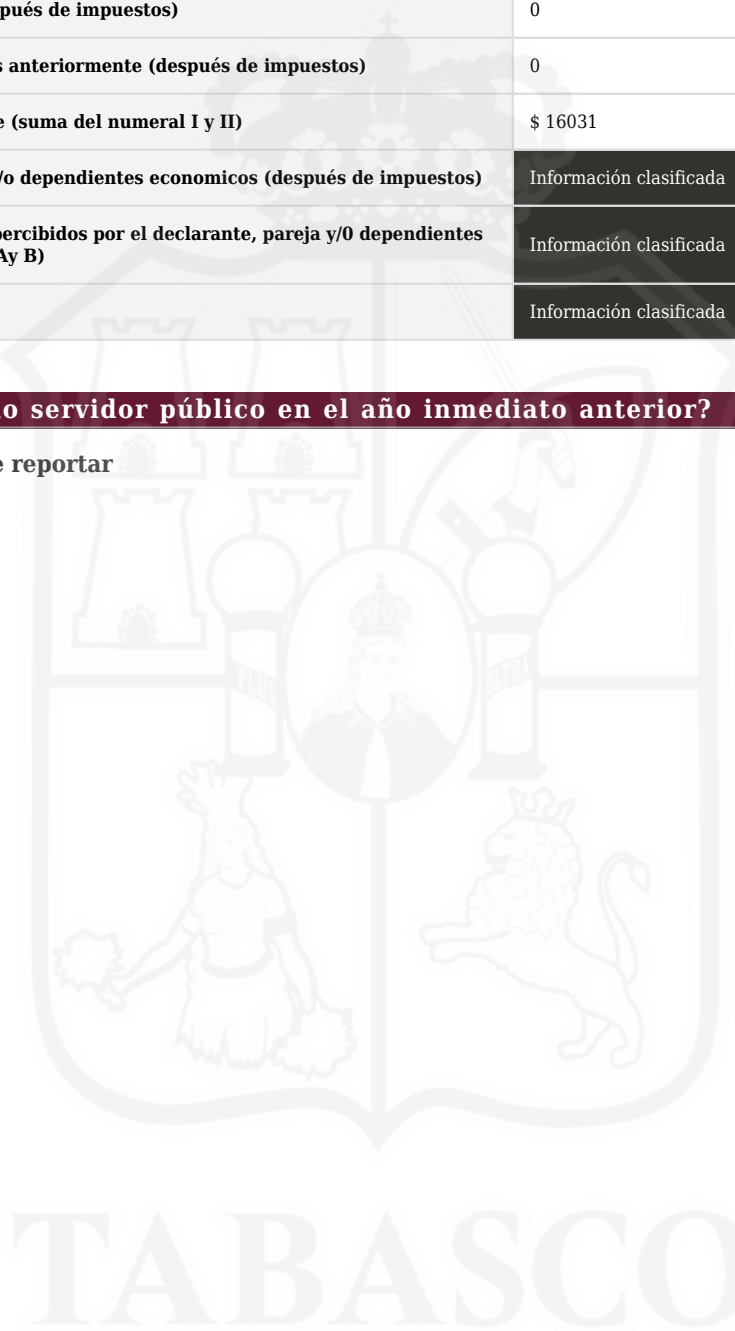 pués de impuestos) 0
s anteriormente (después de impuestos) 0
e (suma del numeral I y II) $ 16031
/o dependientes economicos (después de impuestos) Información clasificada
percibidos por el declarante, pareja y/0 dependientes
Ay B) Información clasificada
Información clasificada
o servidor público en el año inmediato anterior?
e reportar
PLUS ULTRA
TABASCO